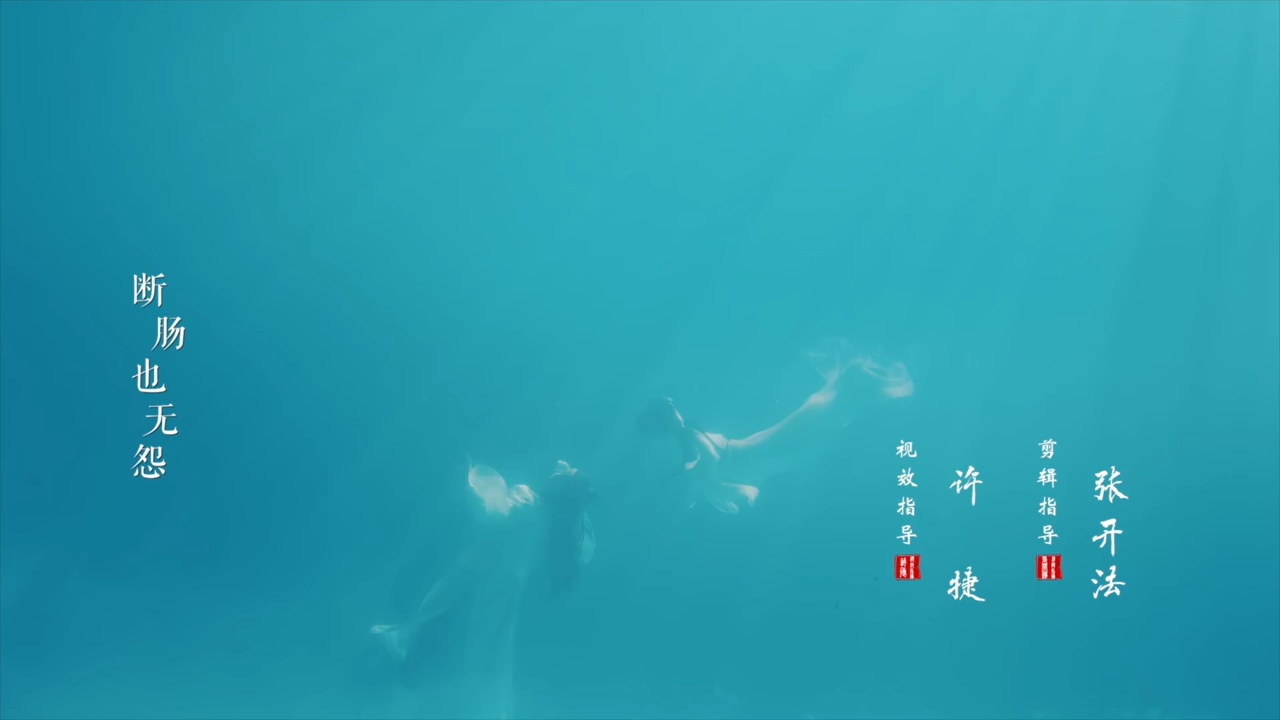 断肠也无怨
剪辑指导
张开法
视效指导
许捷